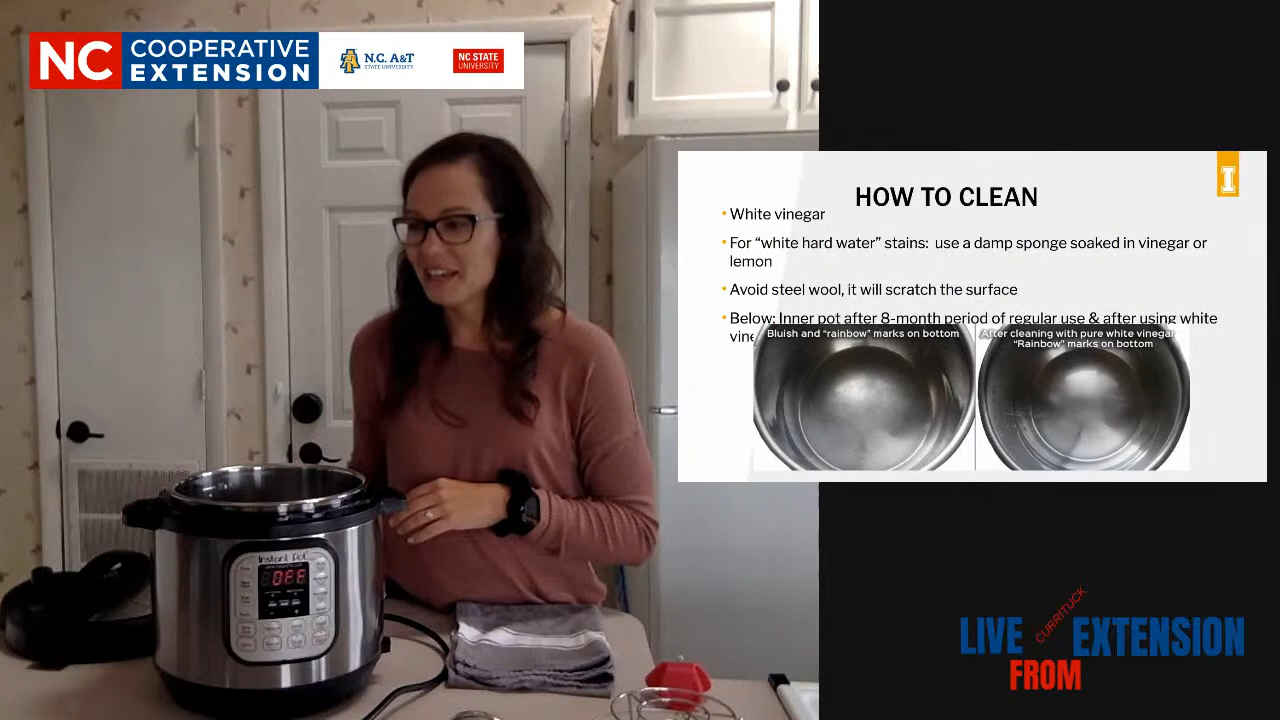 NC COOPERATIVE EXTENSION
N.C. A&T
STATE UNIVERSITY
NC STATE
UNIVERSITY
HOW TO CLEAN
• White vinegar
• For “white hard water” stains: use a damp sponge soaked in vinegar or
lemon
• Avoid steel wool, it will scratch the surface
• Below: Inner pot after 8-month period of regular use & after using white
vine
Bluish and “rainbow” marks on bottom
After cleaning with pure white vinegar
“Rainbow” marks on bottom
I
Instant Pot
OFF
LIVE
FROM
CURRITUCK
EXTENSION